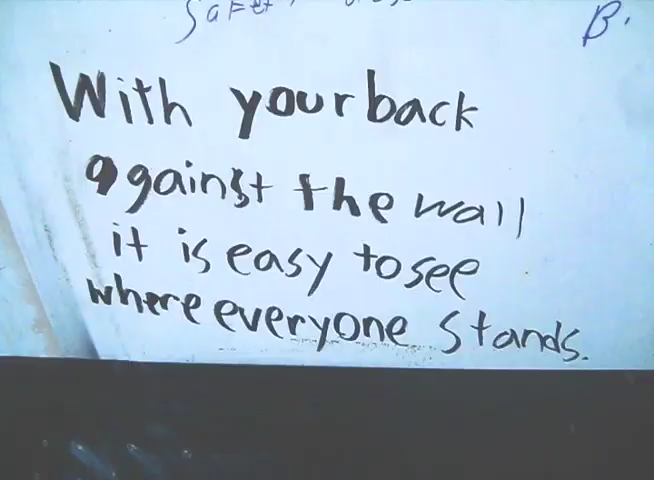 B.
With your back
against the wall
it is easy to see
where everyone stands.